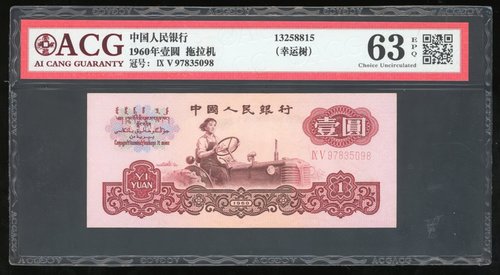 ACG
AI CANG GUARANTY
中国人民银行
1960年壹圆 拖拉机
冠号: IX V 97835098
13258815
(幸运树)
63 EPQ
Choice Uncirculated
中國人民銀行
壹圓
IX V 97835098
YI YUAN
1960
1
ACGACG